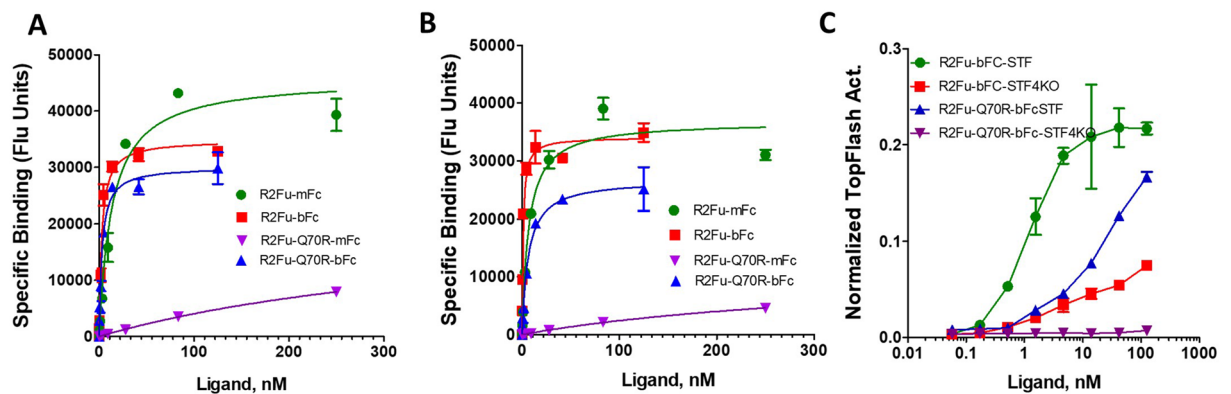 A
Specific Binding (Flu Units)
50000
40000
30000
20000
10000
0
0
100
200
300
Ligand, nM
R2Fu-mFc
R2Fu-bFc
R2Fu-Q70R-mFc
R2Fu-Q70R-bFc
B
Specific Binding (Flu Units)
50000
40000
30000
20000
10000
0
0
100
200
300
Ligand, nM
R2Fu-mFc
R2Fu-bFc
R2Fu-Q70R-mFc
R2Fu-Q70R-bFc
C
Normalized TopFlash Act.
0.3
0.2
0.1
0.0
0.01
0.1
1
10
100
1000
Ligand, nM
R2Fu-bFC-STF
R2Fu-bFc-STF4KO
R2Fu-Q70R-bFcSTF
R2Fu-Q70R-bFc-STF4KO